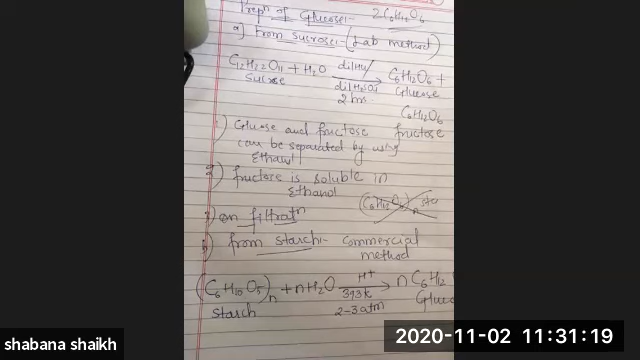 Prepn of Glucose:- 2C6H12O6
a) From sucrose:- (Lab method)
C12H22O11 + H2O dil HCl/ C6H12O6 +
Sucrose dil H2SO4 Glucose
2 hrs. C6H12O6
1) Glucose and fructose fructose
can be separated by using
Ethanol
2) fructose is soluble in
Ethanol
3) on filtratn
b) from starch:- commercial
method
(C6H10O5)n + nH2O H+ n C6H12
Starch 393k Gluco
2-3 atm
shabana shaikh
2020-11-02 11:31:19